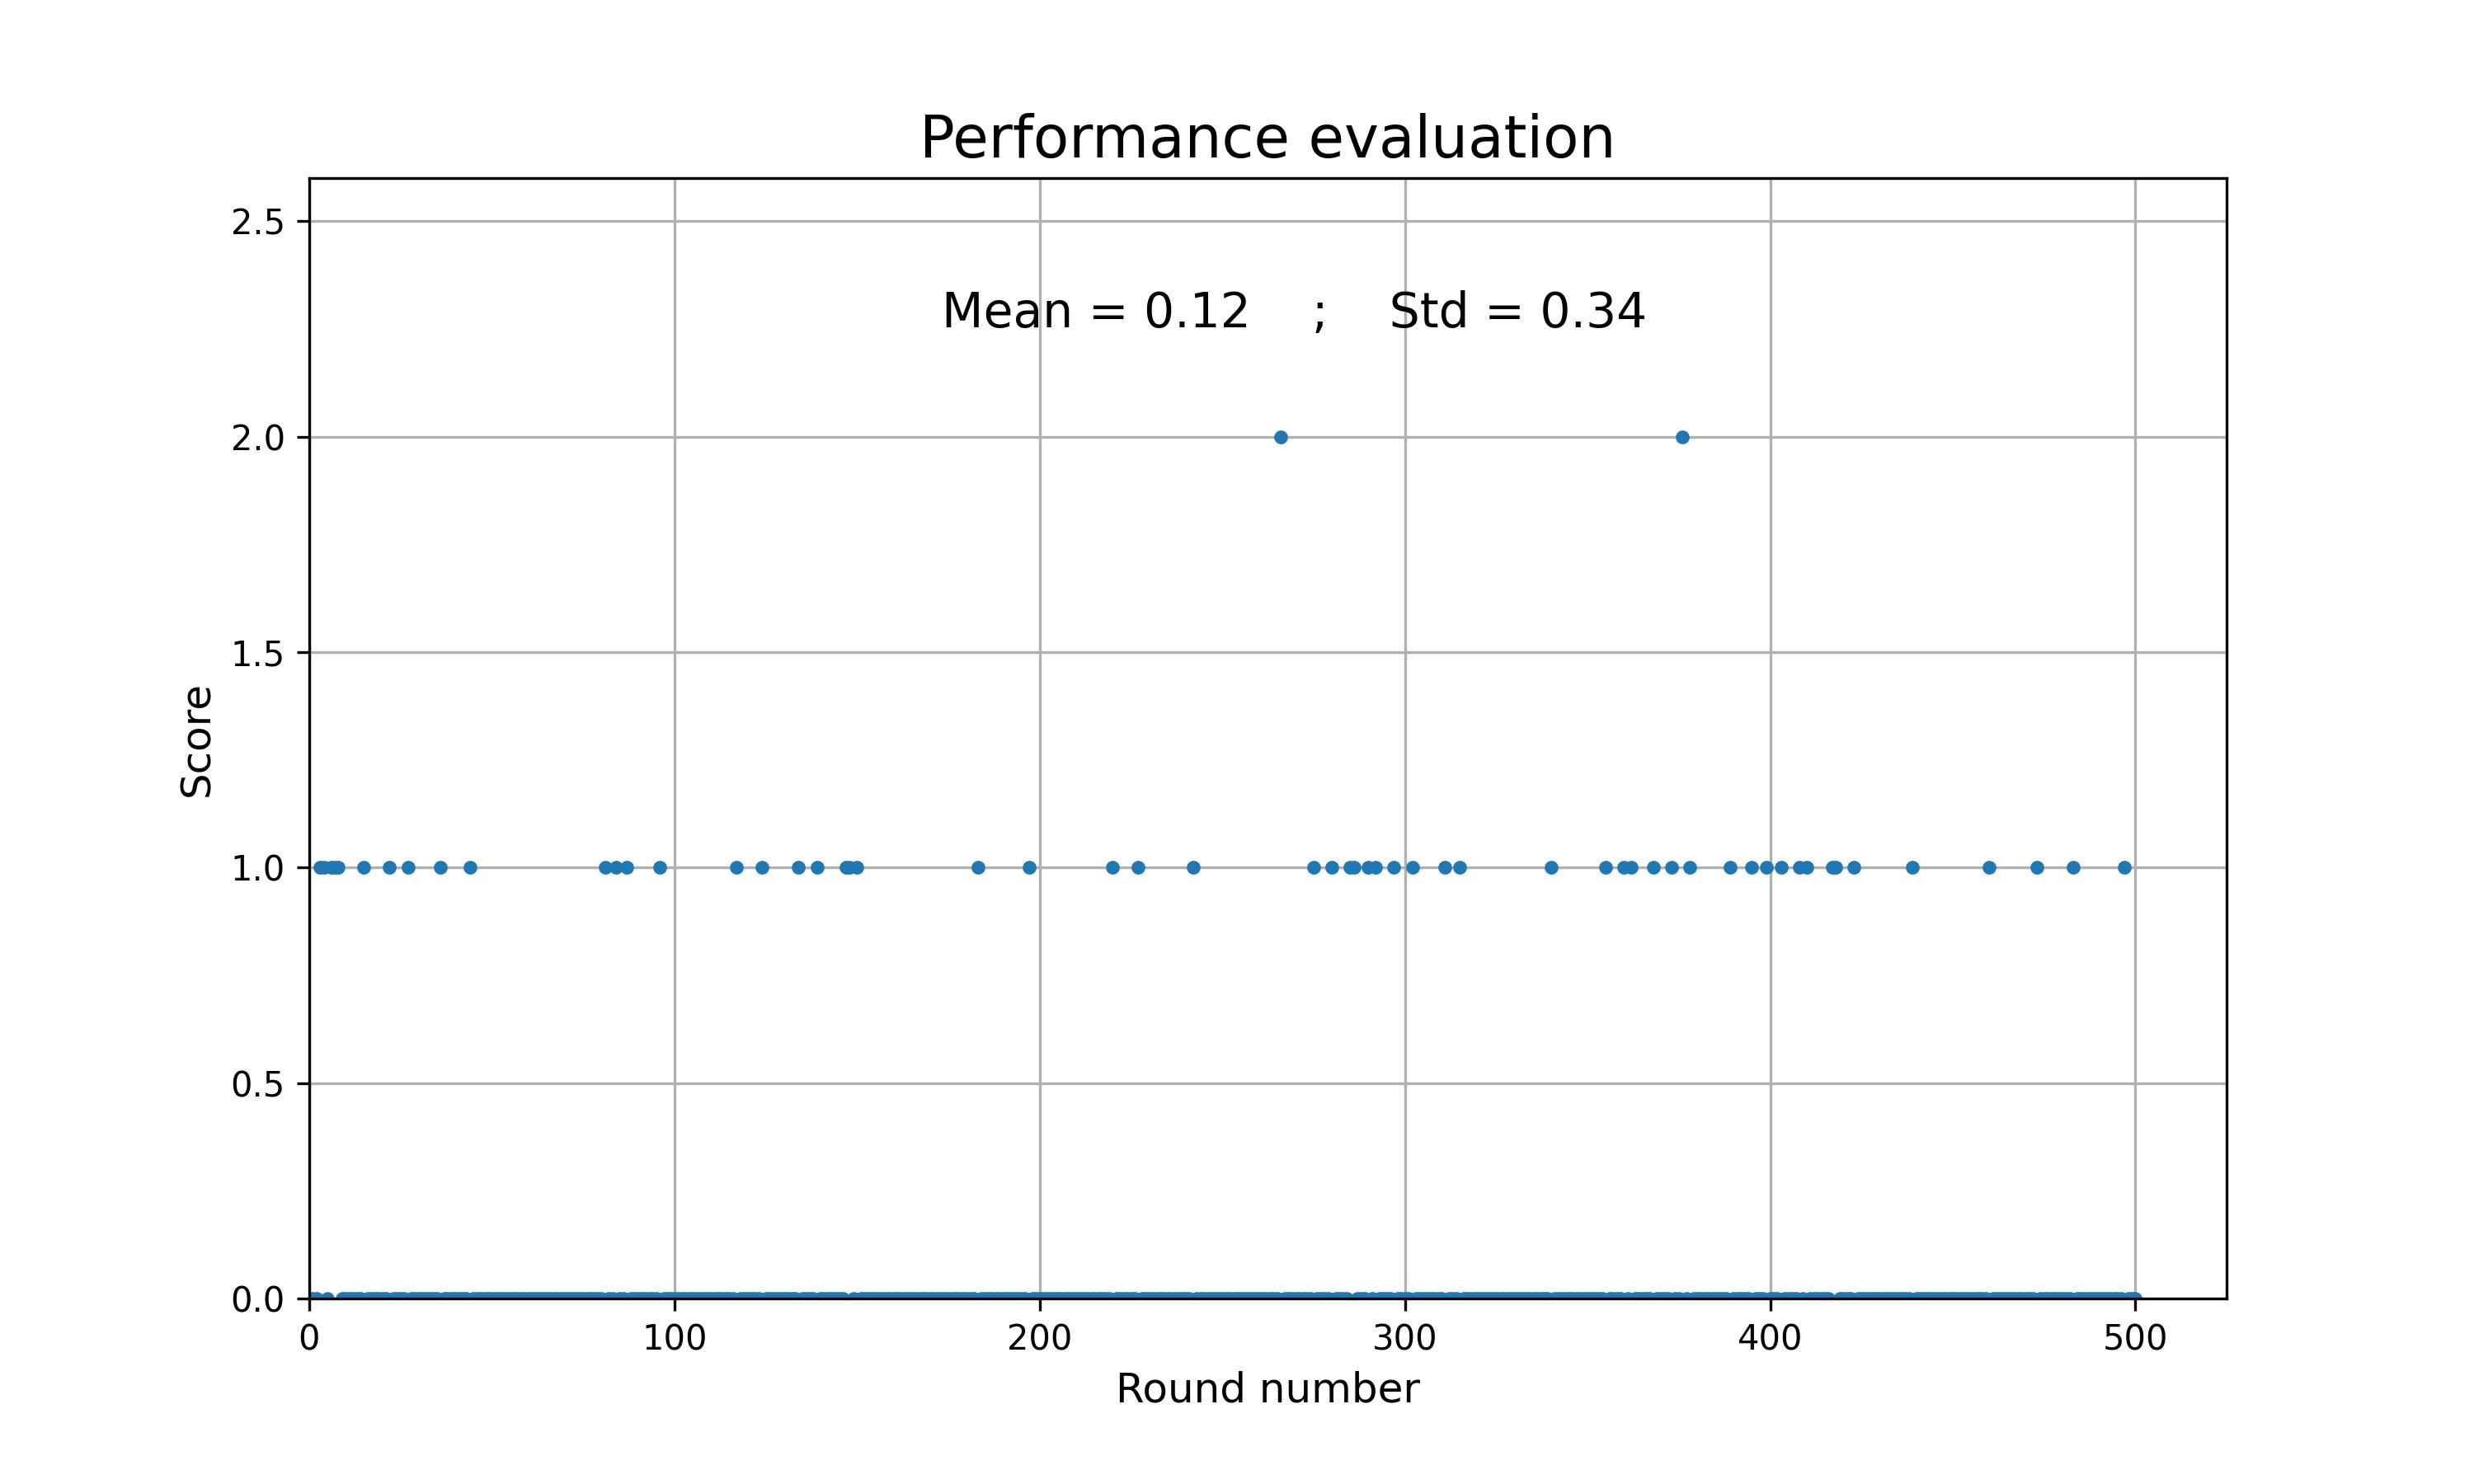 Performance evaluation
2.5
Mean = 0.12 ; Std = 0.34
2.0
1.5
Score
1.0
0.5
0.0
0 100 200 300 400 500
Round number